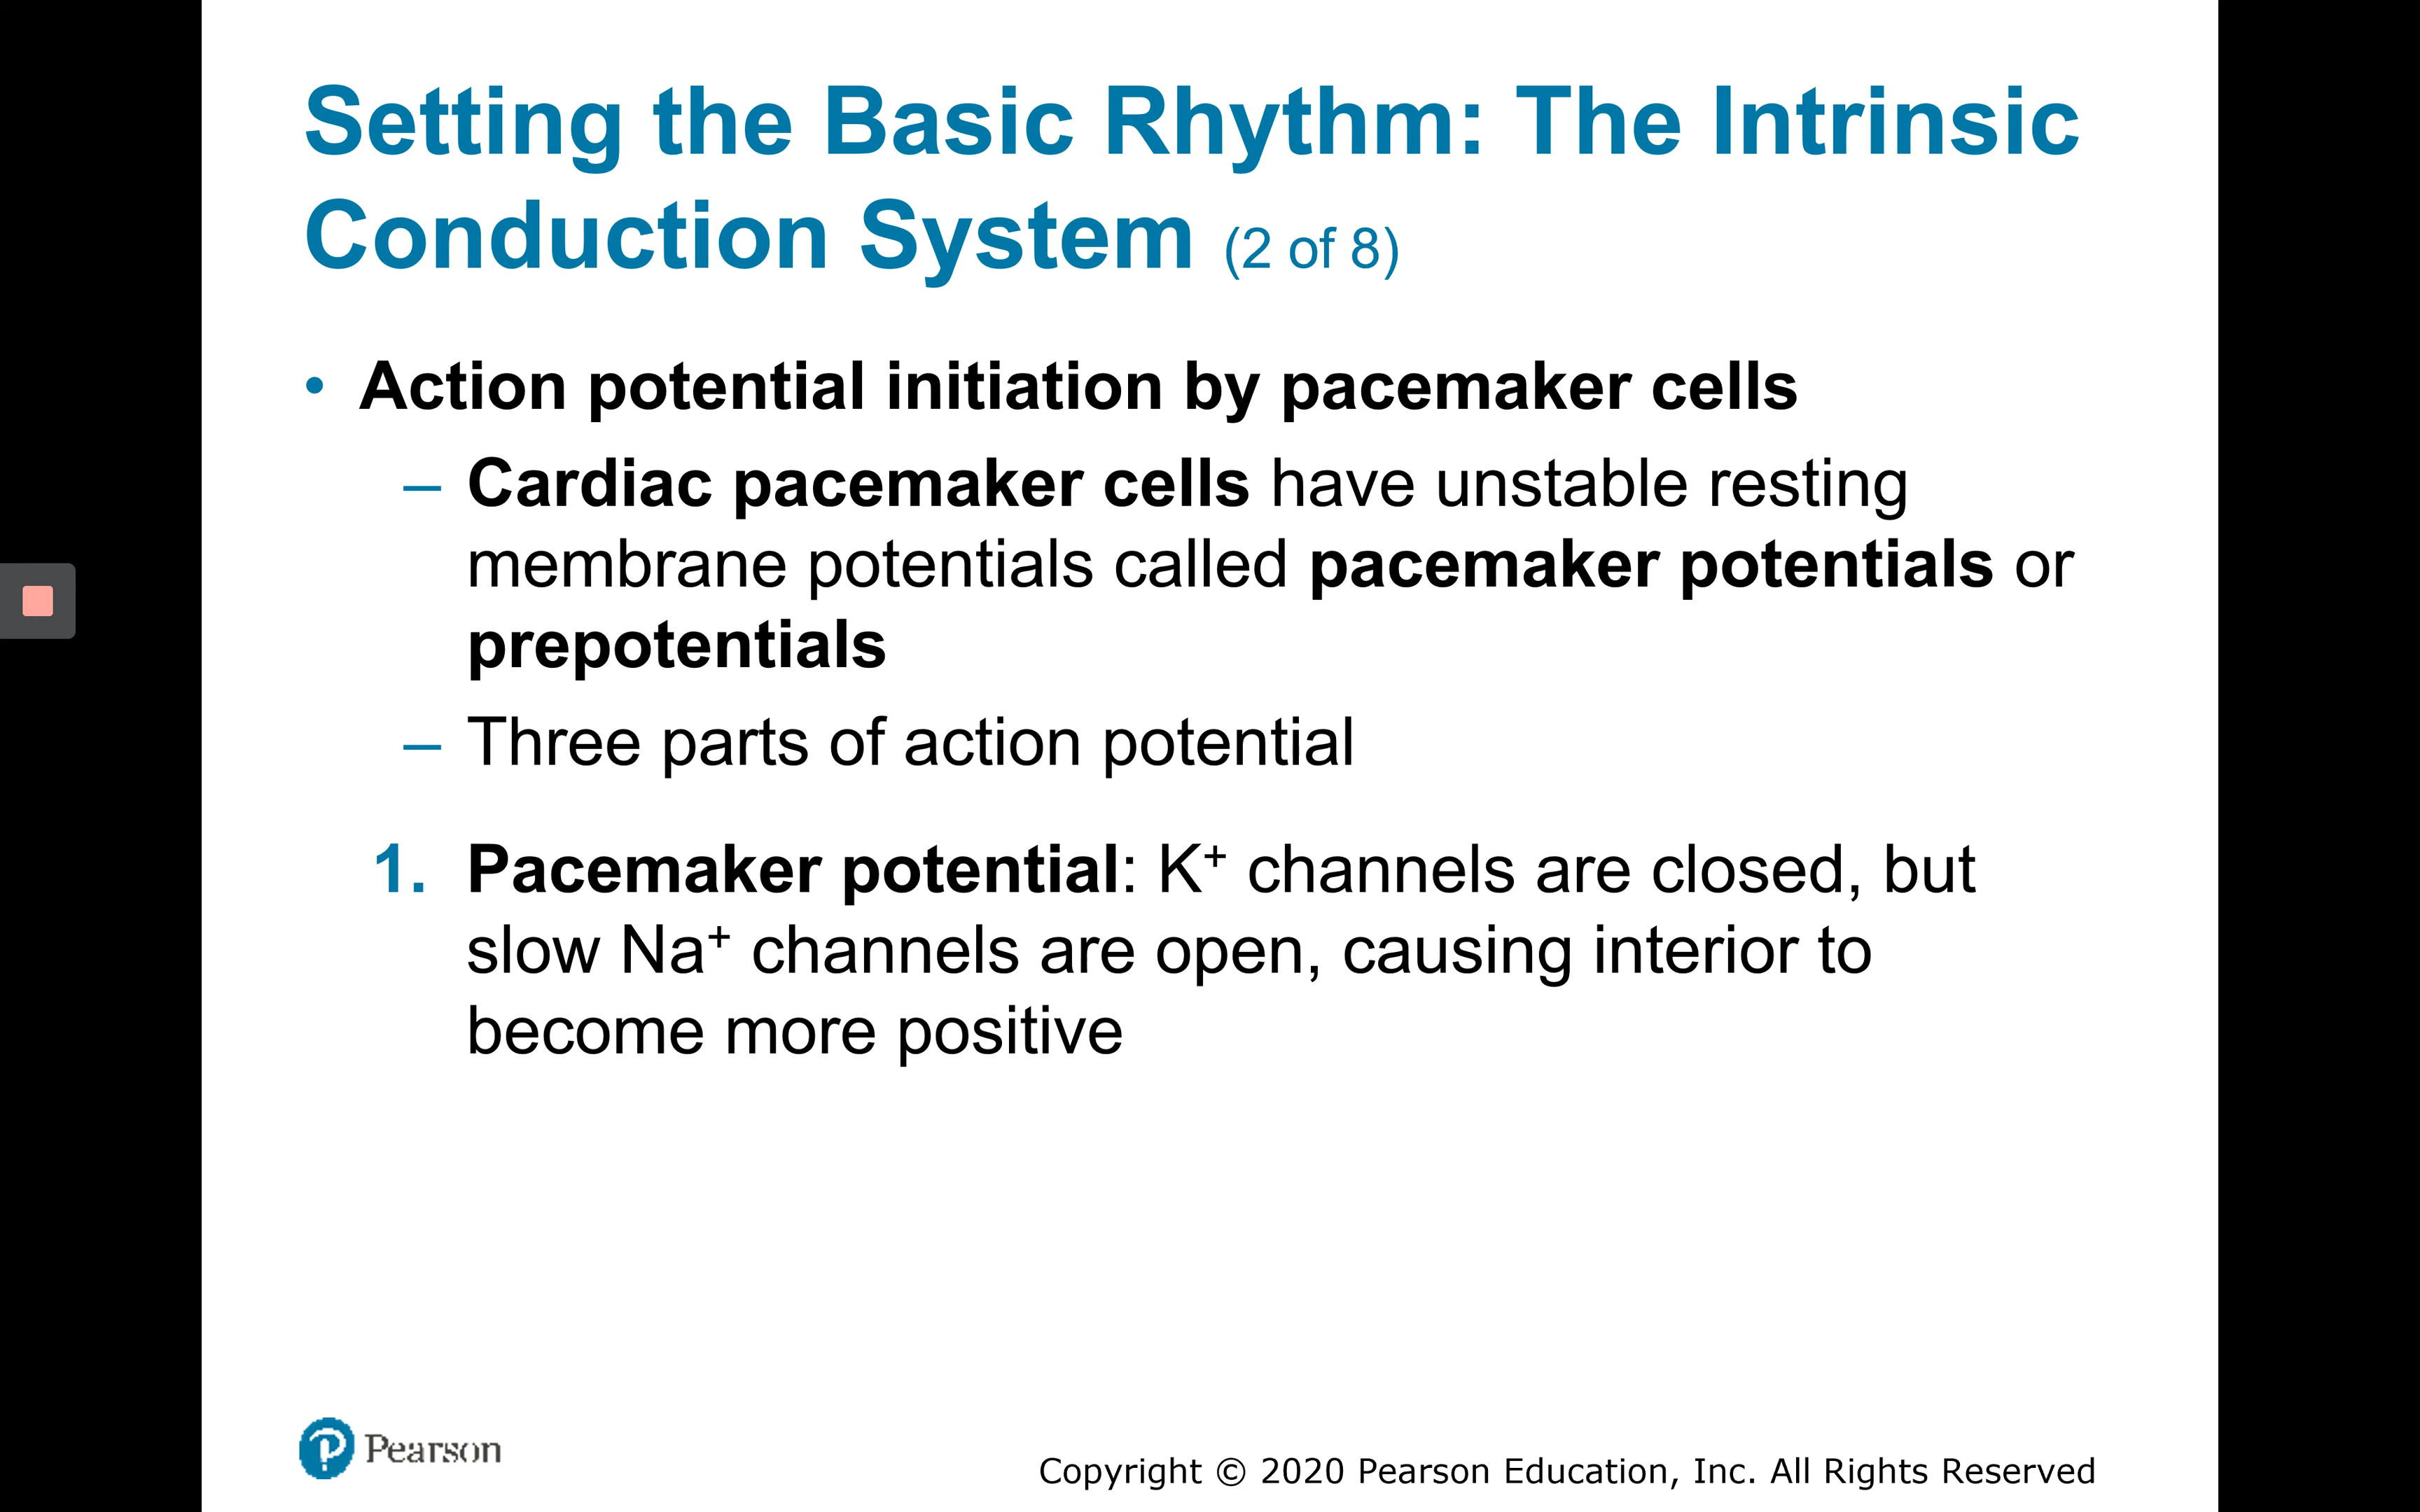 Setting the Basic Rhythm: The Intrinsic
Conduction System (2 of 8)
• Action potential initiation by pacemaker cells
– Cardiac pacemaker cells have unstable resting
membrane potentials called pacemaker potentials or
prepotentials
– Three parts of action potential
1. Pacemaker potential: K⁺ channels are closed, but
slow Na⁺ channels are open, causing interior to
become more positive
Pearson
Copyright © 2020 Pearson Education, Inc. All Rights Reserved